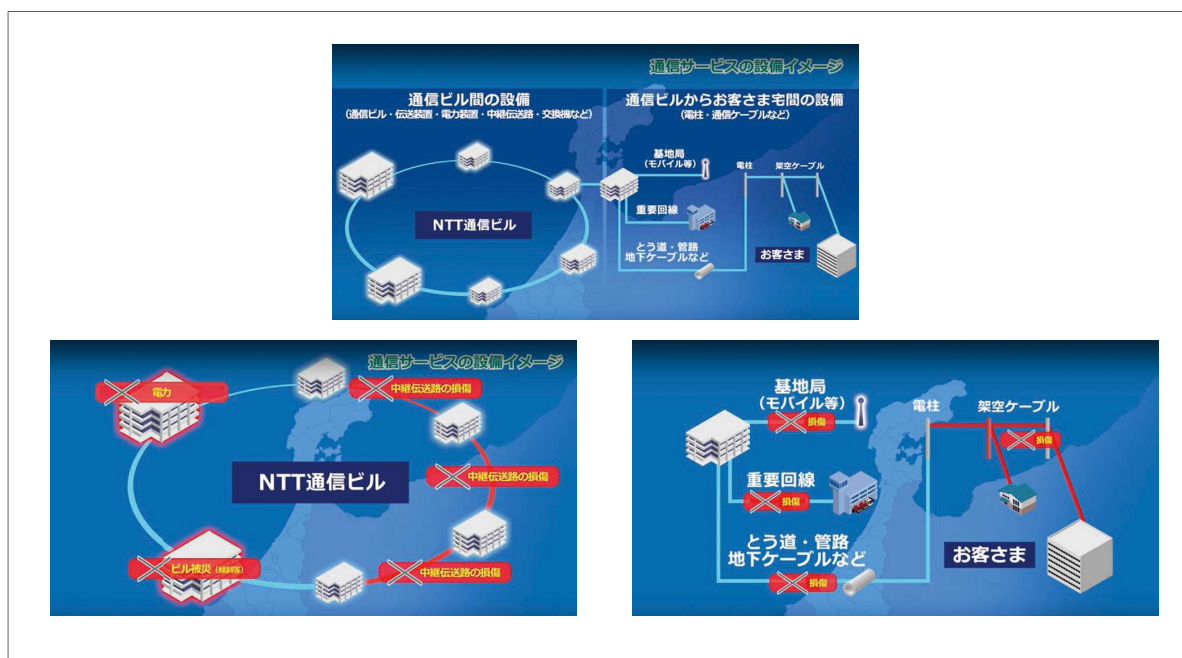 通信サービスの設備イメージ
通信ビル間の設備
(通信ビル・伝送装置・電力装置・中継伝送路・交換機など)
通信ビルからお客さま宅間の設備
(電柱・通信ケーブルなど)
基地局
(モバイル等)
電柱
架空ケーブル
NTT通信ビル
重要回線
とう道・管路
地下ケーブルなど
お客さま
通信サービスの設備イメージ
電力
中継伝送路の損傷
NTT通信ビル
中継伝送路の損傷
ビル被災(傾斜等)
中継伝送路の損傷
基地局
(モバイル等)
損傷
電柱
架空ケーブル
損傷
重要回線
損傷
とう道・管路
地下ケーブルなど
損傷
お客さま